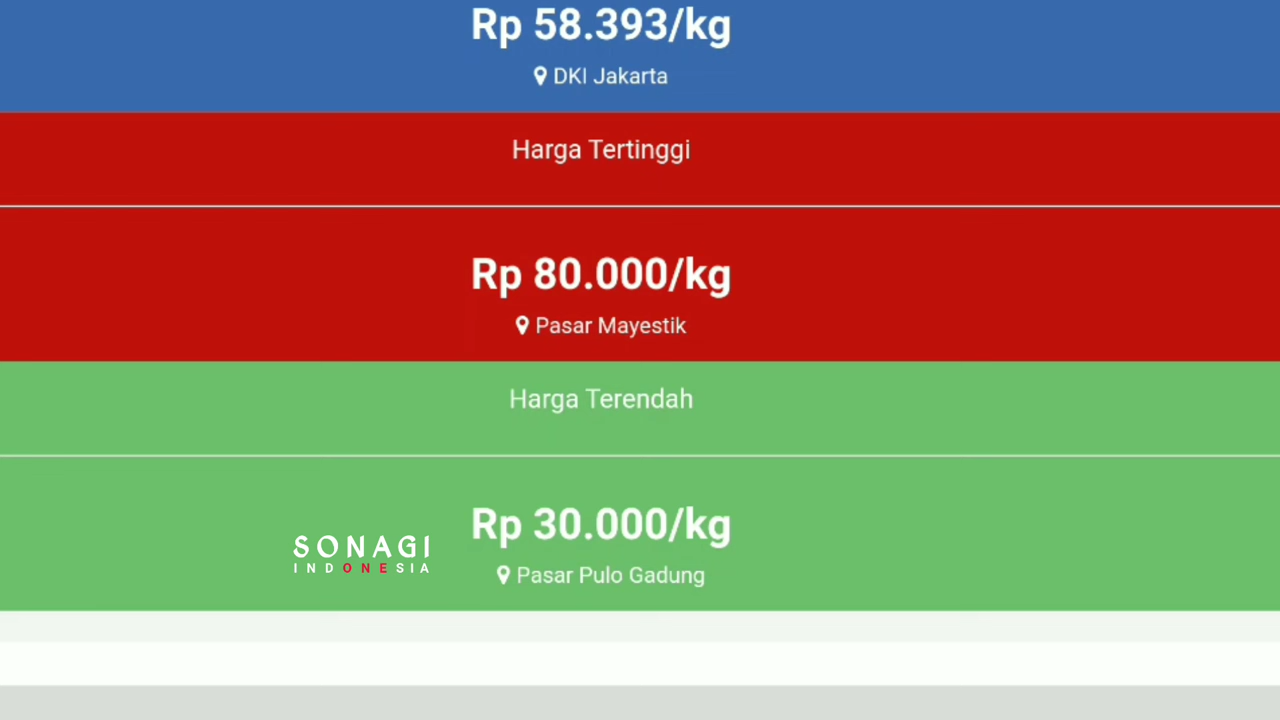 Rp 58.393/kg
DKI Jakarta
Harga Tertinggi
Rp 80.000/kg
Pasar Mayestik
Harga Terendah
Rp 30.000/kg
Pasar Pulo Gadung
SONAGI
INDONESIA